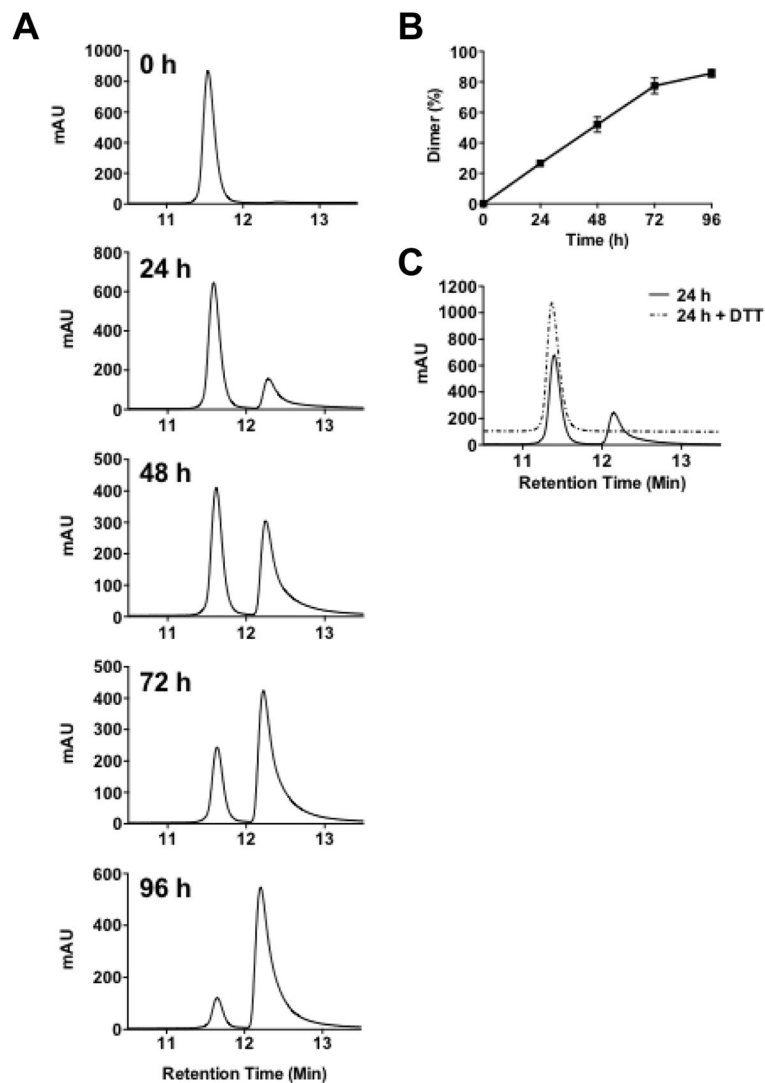 A
0 h
1000
800
600
400
200
0
mAU
11 12 13
24 h
800
600
400
200
0
mAU
11 12 13
48 h
500
400
300
200
100
0
mAU
11 12 13
72 h
500
400
300
200
100
0
mAU
11 12 13
96 h
600
400
200
0
mAU
11 12 13
Retention Time (Min)
B
100
80
60
40
20
0
Dimer (%)
0 24 48 72 96
Time (h)
C
1200
1000
800
600
400
200
0
mAU
24 h
24 h + DTT
11 12 13
Retention Time (Min)